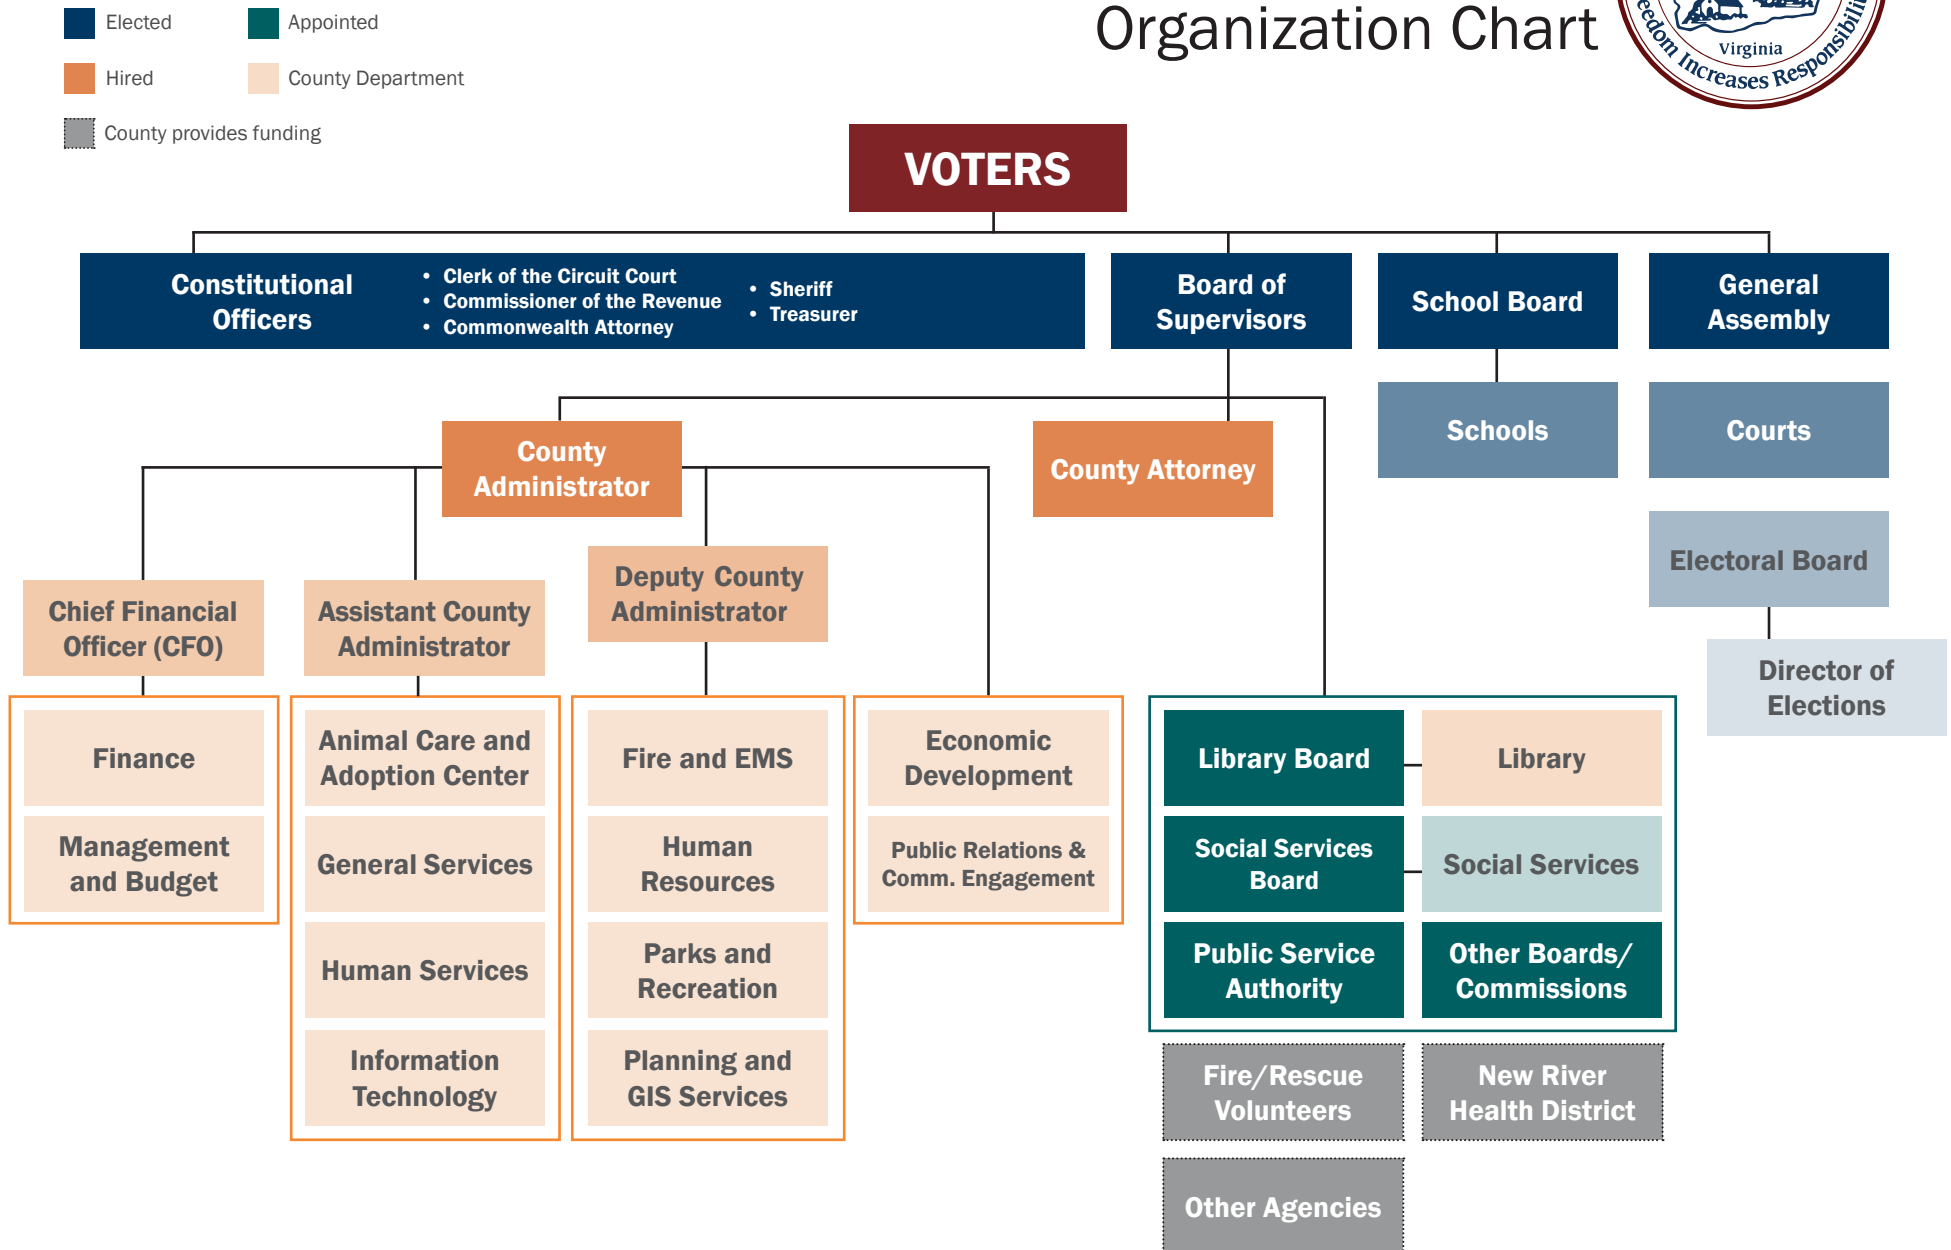 Elected
Appointed
Hired
County Department
County provides funding
Organization Chart
Virginia
Increases Responsibili
VOTERS
Constitutional
Officers
• Clerk of the Circuit Court
• Commissioner of the Revenue
• Commonwealth Attorney
• Sheriff
• Treasurer
Board of
Supervisors
School Board
General
Assembly
Schools
Courts
County
Administrator
County Attorney
Electoral Board
Director of
Elections
Chief Financial
Officer (CFO)
Assistant County
Administrator
Deputy County
Administrator
Finance
Management
and Budget
Animal Care and
Adoption Center
General Services
Human Services
Information
Technology
Fire and EMS
Human
Resources
Parks and
Recreation
Planning and
GIS Services
Economic
Development
Public Relations &
Comm. Engagement
Library Board
Library
Social Services
Board
Social Services
Public Service
Authority
Other Boards/
Commissions
Fire/Rescue
Volunteers
New River
Health District
Other Agencies